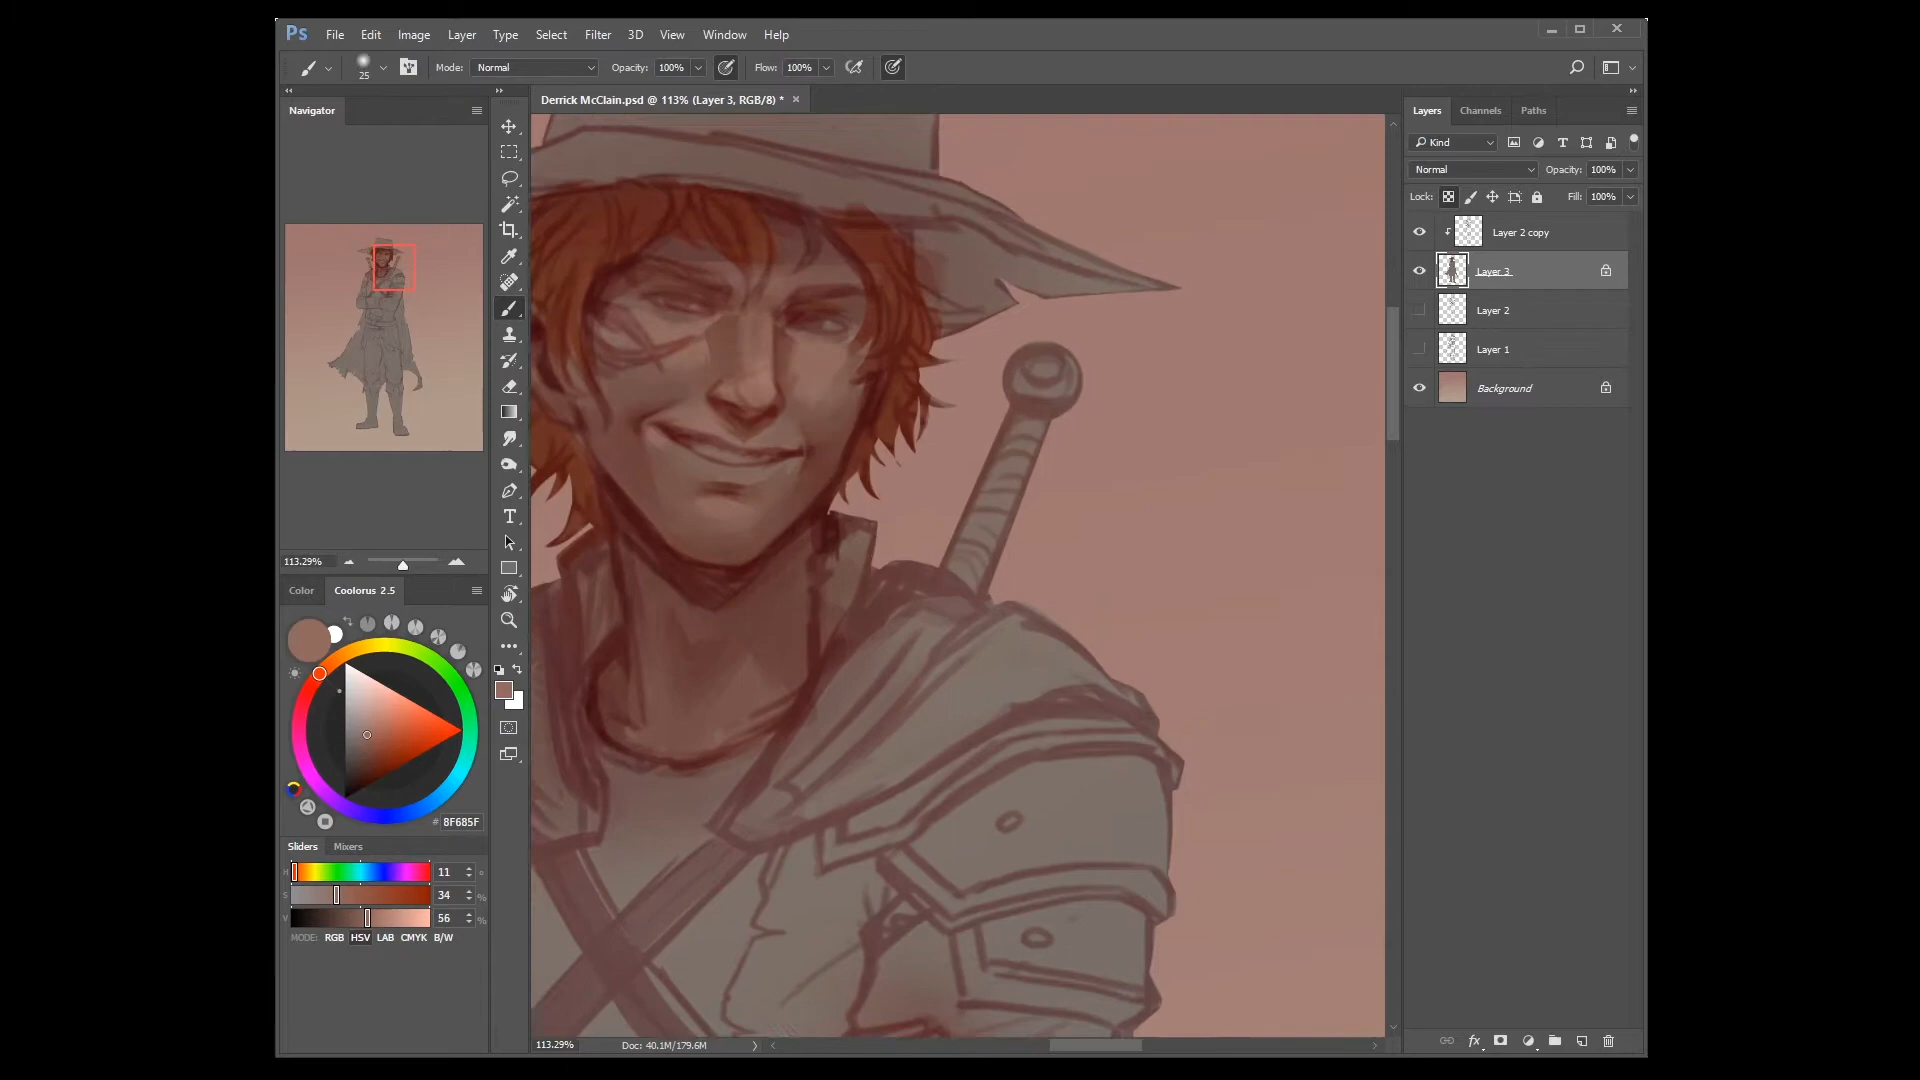 Ps File Edit Image Layer Type Select Filter 3D View Window Help
25 Mode: Normal Opacity: 100% Flow: 100%
Navigator
Derrick McClain.psd @ 113% (Layer 3, RGB/8) * ×
Layers Channels Paths
Kind
Normal Opacity: 100%
Lock: Fill: 100%
Layer 2 copy
Layer 3
Layer 2
Layer 1
Background
113.29%
Color Coolorus 2.5
# 8F685F
Sliders Mixers
H 11 °
S 34 %
V 56 %
MODE: RGB HSV LAB CMYK B/W
113.29% Doc: 40.1M/179.6M
fx